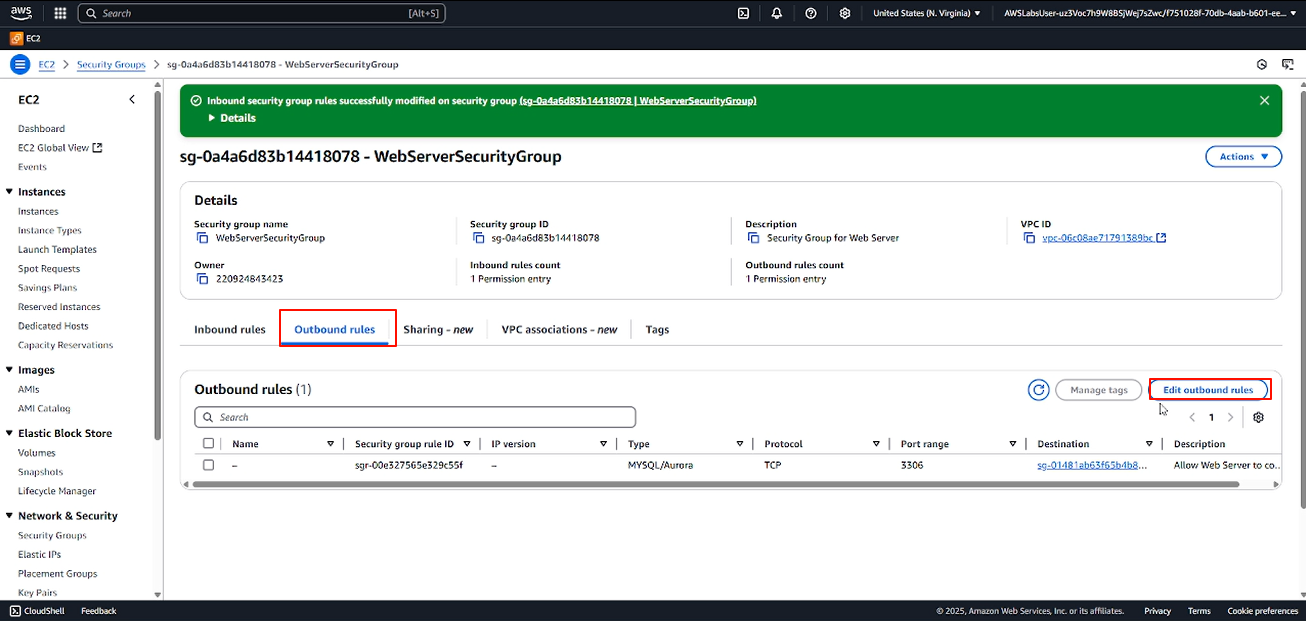 aws
Search [Alt+S]
United States (N. Virginia)
AWSLabsUser-uz3Voc7h9W8BSjWej7sZwc/f751028f-70db-4aab-b601-ee...
EC2
EC2 > Security Groups > sg-0a4a6d83b14418078 - WebServerSecurityGroup
EC2
Dashboard
EC2 Global View
Events
Instances
Instances
Instance Types
Launch Templates
Spot Requests
Savings Plans
Reserved Instances
Dedicated Hosts
Capacity Reservations
Images
AMIs
AMI Catalog
Elastic Block Store
Volumes
Snapshots
Lifecycle Manager
Network & Security
Security Groups
Elastic IPs
Placement Groups
Key Pairs
Inbound security group rules successfully modified on security group (sg-0a4a6d83b14418078 | WebServerSecurityGroup)
Details
sg-0a4a6d83b14418078 - WebServerSecurityGroup
Actions
Details
Security group name
WebServerSecurityGroup
Security group ID
sg-0a4a6d83b14418078
Description
Security Group for Web Server
VPC ID
vpc-06c08ae71791389bc
Owner
220924843423
Inbound rules count
1 Permission entry
Outbound rules count
1 Permission entry
Inbound rules Outbound rules Sharing - new VPC associations - new Tags
Outbound rules (1)
Manage tags Edit outbound rules
Search
1
Name Security group rule ID IP version Type Protocol Port range Destination Description
– sgr-00e327565e329c55f – MYSQL/Aurora TCP 3306 sg-01481ab63f65b4b8... Allow Web Server to co...
CloudShell Feedback © 2025, Amazon Web Services, Inc. or its affiliates. Privacy Terms Cookie preferences